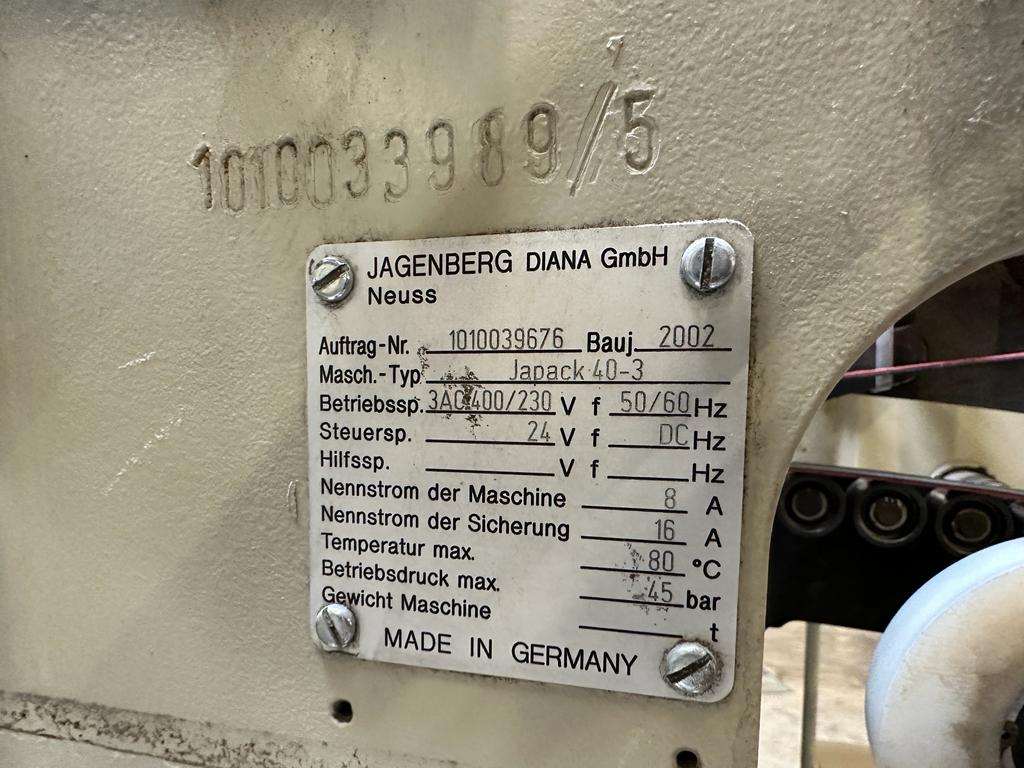 1010033989/5
JAGENBERG DIANA GmbH
Neuss
Auftrag-Nr. 1010039676 Bauj. 2002
Masch.-Typ Japack 40-3
Betriebssp. 3AC 400/230 V f 50/60 Hz
Steuersp. 24 V f DC Hz
Hilfssp. V f Hz
Nennstrom der Maschine 8 A
Nennstrom der Sicherung 16 A
Temperatur max. 80 °C
Betriebsdruck max. 45 bar
Gewicht Maschine t
MADE IN GERMANY